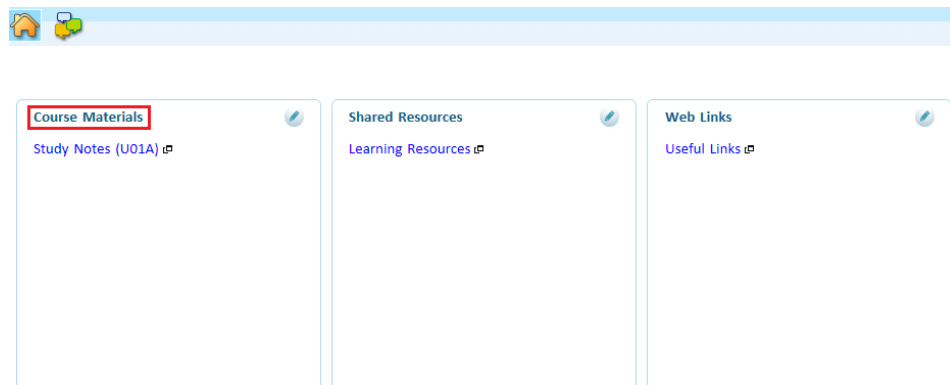 Course Materials
Study Notes (U01A)
Shared Resources
Learning Resources
Web Links
Useful Links